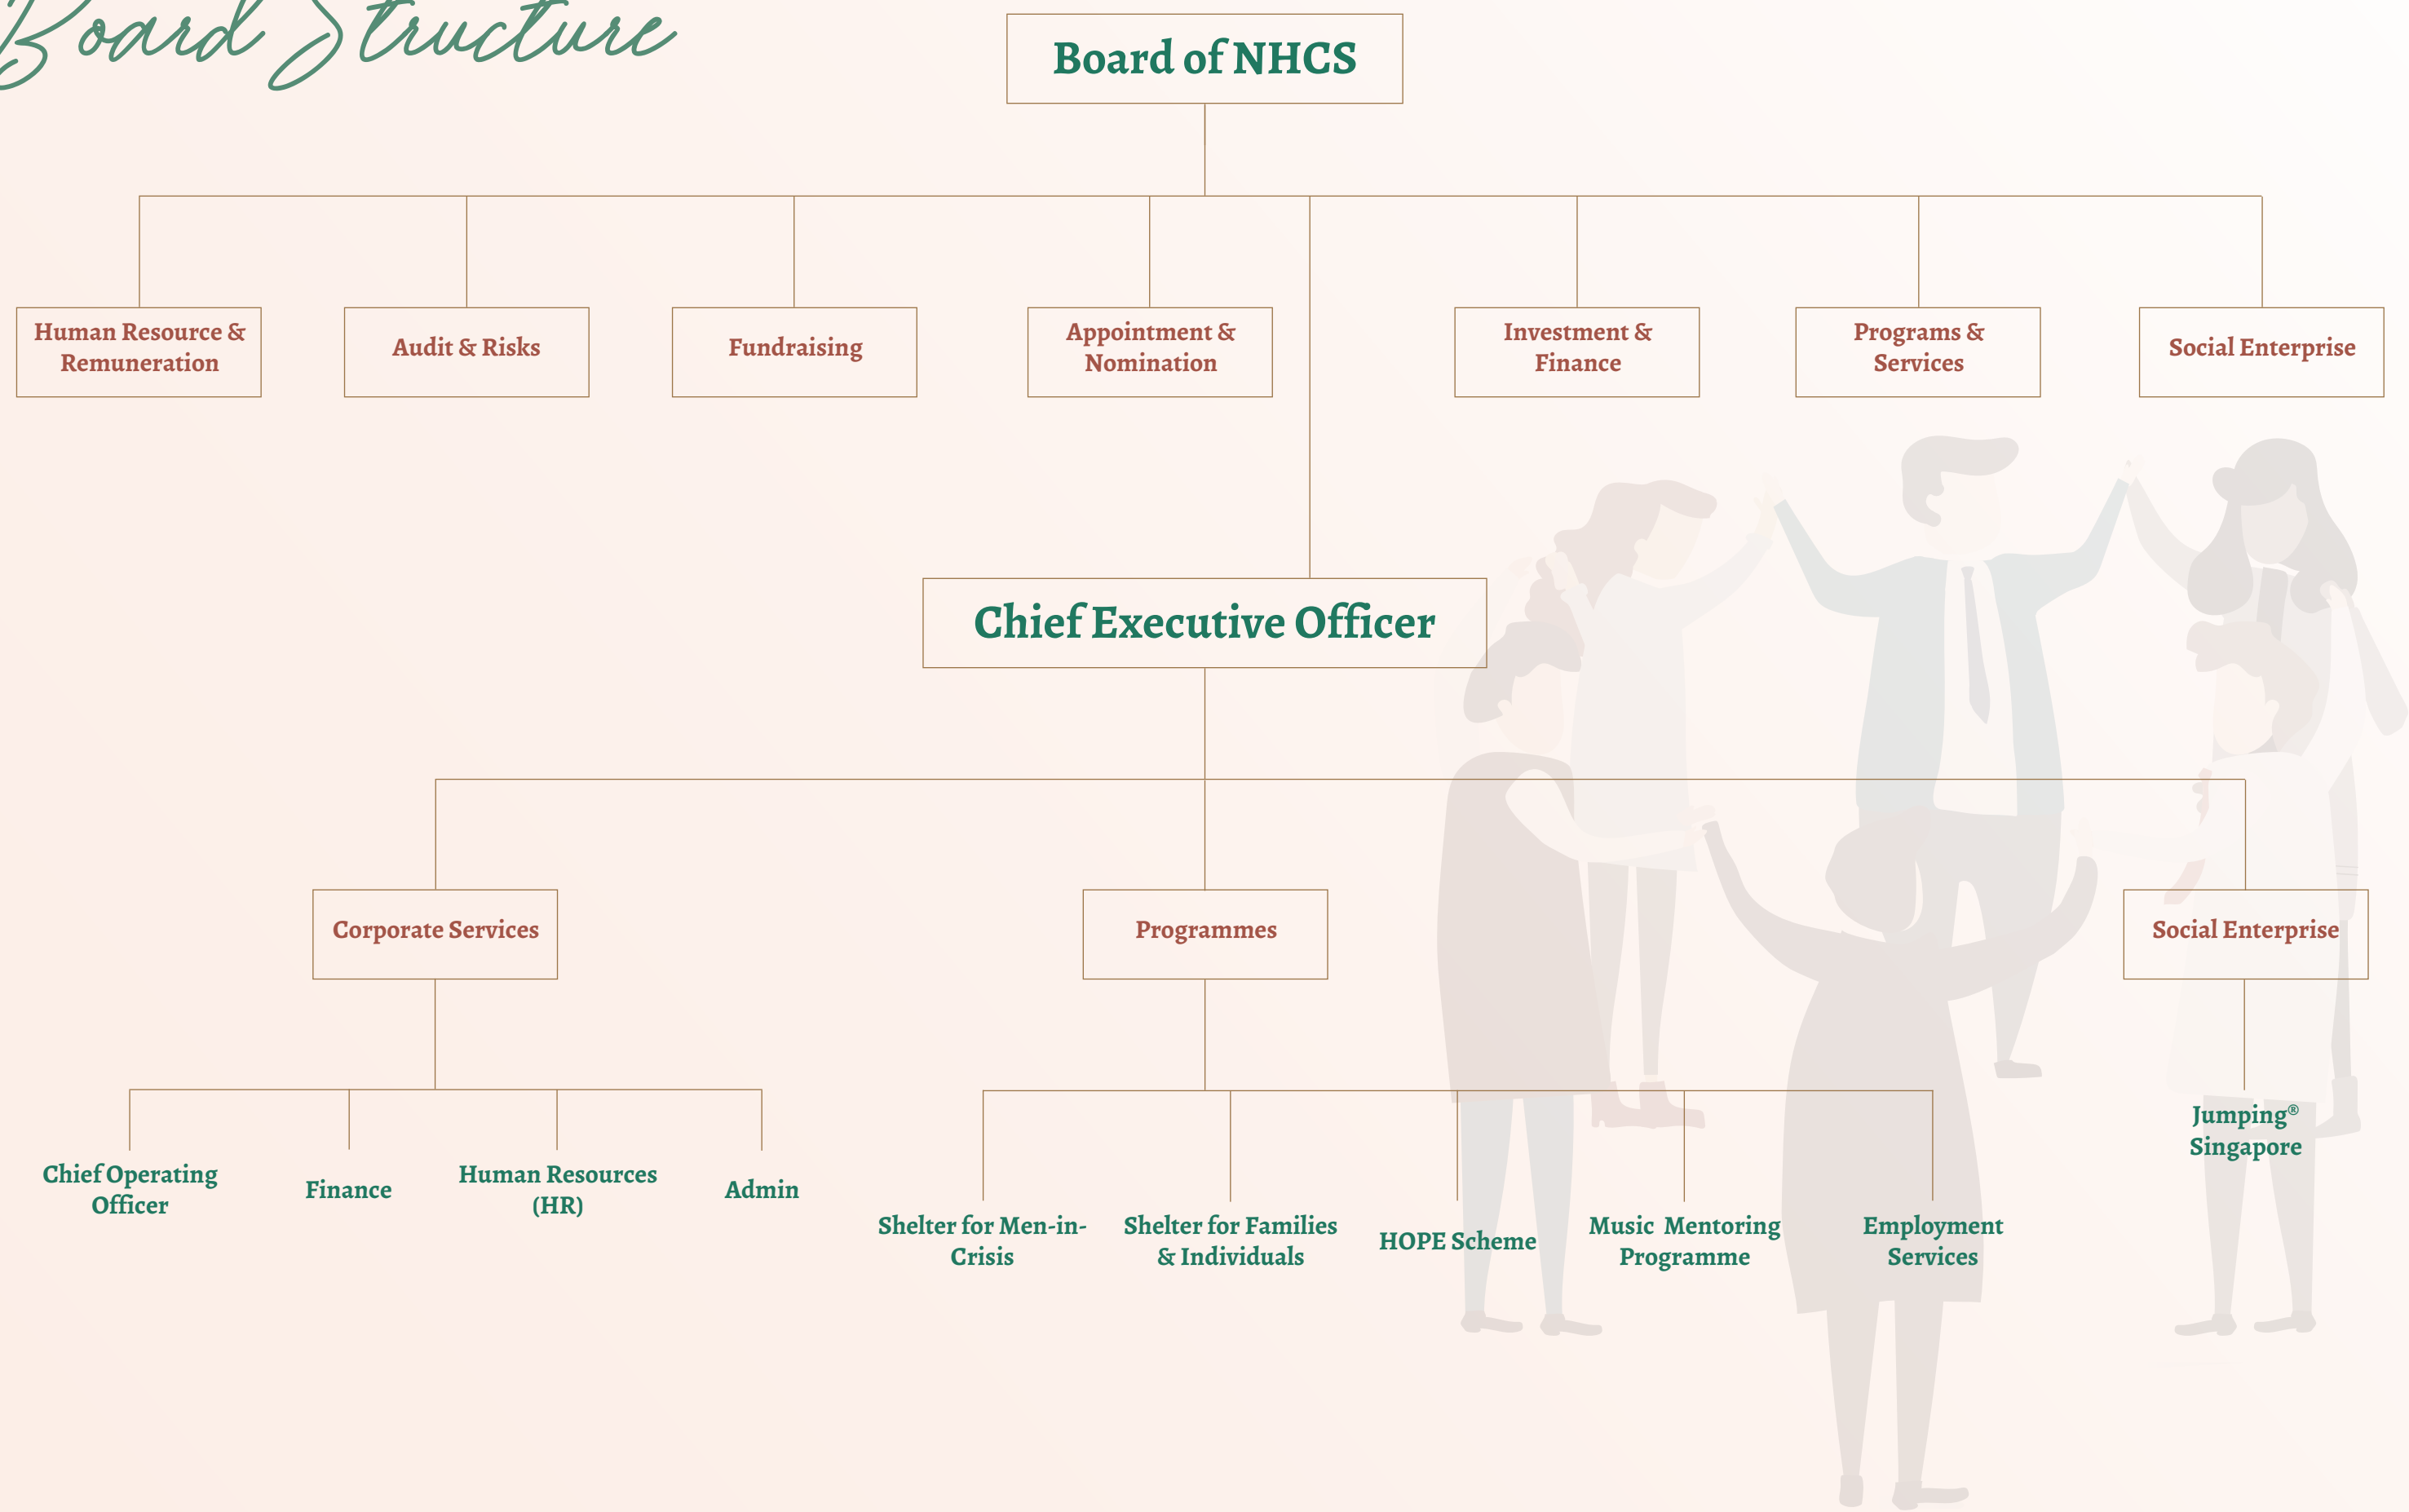 Board Structure
Board of NHCS
Human Resource &
Remuneration
Audit & Risks
Fundraising
Appointment &
Nomination
Investment &
Finance
Programs &
Services
Social Enterprise
Chief Executive Officer
Corporate Services
Programmes
Social Enterprise
Chief Operating
Officer
Finance
Human Resources
(HR)
Admin
Shelter for Men-in-
Crisis
Shelter for Families
& Individuals
HOPE Scheme
Music  Mentoring
Programme
Employment
Services
Jumping®
Singapore